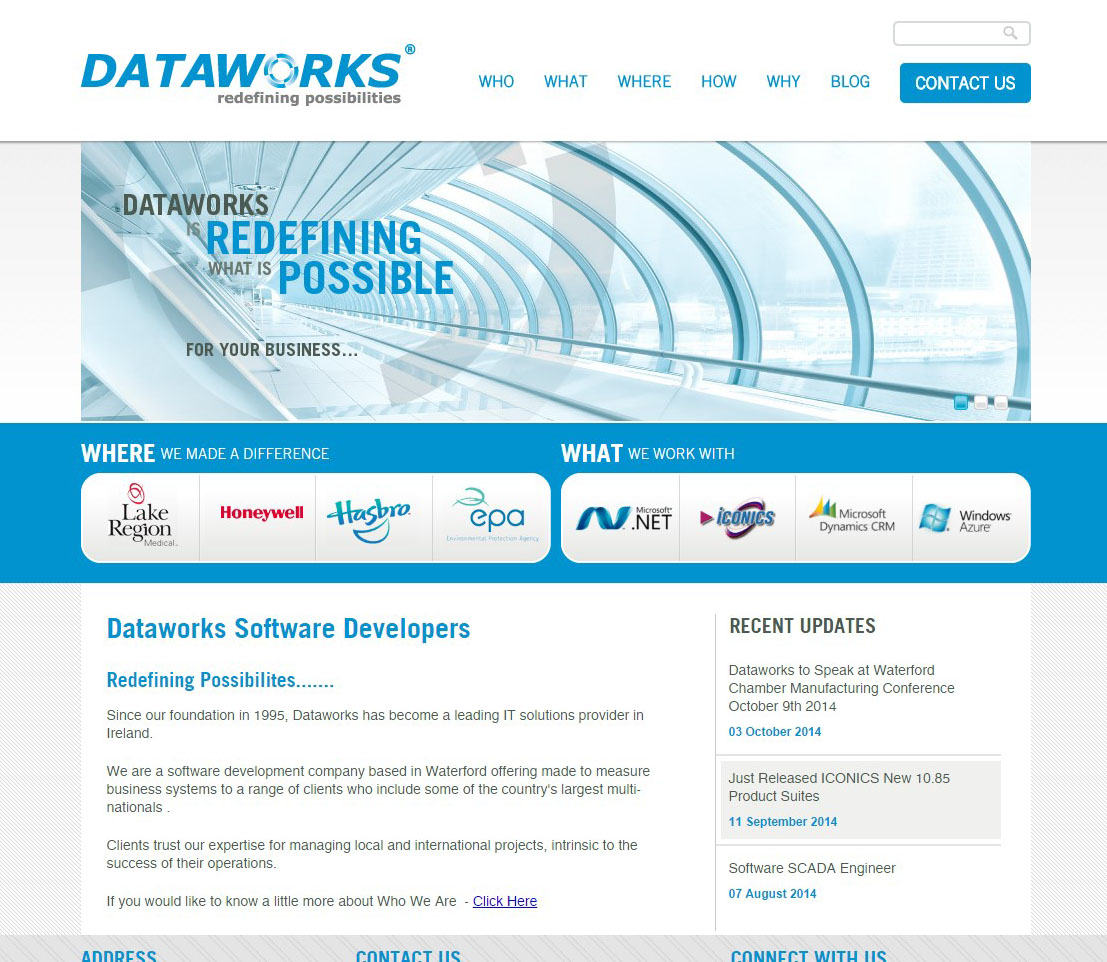 DATAWORKS®
redefining possibilities
WHO WHAT WHERE HOW WHY BLOG CONTACT US
DATAWORKS
IS REDEFINING
WHAT IS POSSIBLE
FOR YOUR BUSINESS...
WHERE WE MADE A DIFFERENCE
Lake
Region
Medical
Honeywell
Hasbro
epa
Environmental Protection Agency
WHAT WE WORK WITH
Microsoft®
.NET
ICONICS
Microsoft
Dynamics CRM
Windows
Azure
Dataworks Software Developers
Redefining Possibilites.......
Since our foundation in 1995, Dataworks has become a leading IT solutions provider in
Ireland.
We are a software development company based in Waterford offering made to measure
business systems to a range of clients who include some of the country's largest multi-
nationals .
Clients trust our expertise for managing local and international projects, intrinsic to the
success of their operations.
If you would like to know a little more about Who We Are - Click Here
RECENT UPDATES
Dataworks to Speak at Waterford
Chamber Manufacturing Conference
October 9th 2014
03 October 2014
Just Released ICONICS New 10.85
Product Suites
11 September 2014
Software SCADA Engineer
07 August 2014
ADDRESS CONTACT US CONNECT WITH US